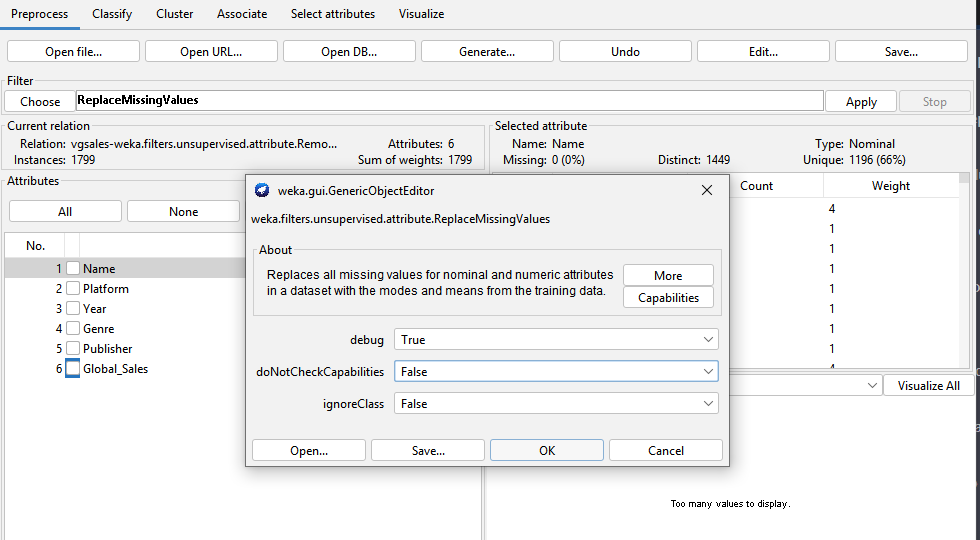 Preprocess Classify Cluster Associate Select attributes Visualize
Open file... Open URL... Open DB... Generate... Undo Edit... Save...
Filter
Choose ReplaceMissingValues Apply Stop
Current relation
Relation: vgsales-weka.filters.unsupervised.attribute.Remo... Attributes: 6
Instances: 1799 Sum of weights: 1799
Selected attribute
Name: Name Type: Nominal
Missing: 0 (0%) Distinct: 1449 Unique: 1196 (66%)
Attributes
All None
No.
1 Name
2 Platform
3 Year
4 Genre
5 Publisher
6 Global_Sales
Count Weight
4
1
1
1
1
1
1
1
weka.gui.GenericObjectEditor
weka.filters.unsupervised.attribute.ReplaceMissingValues
About
Replaces all missing values for nominal and numeric attributes
in a dataset with the modes and means from the training data.
More
Capabilities
debug True
doNotCheckCapabilities False
ignoreClass False
Open... Save... OK Cancel
Visualize All
Too many values to display.